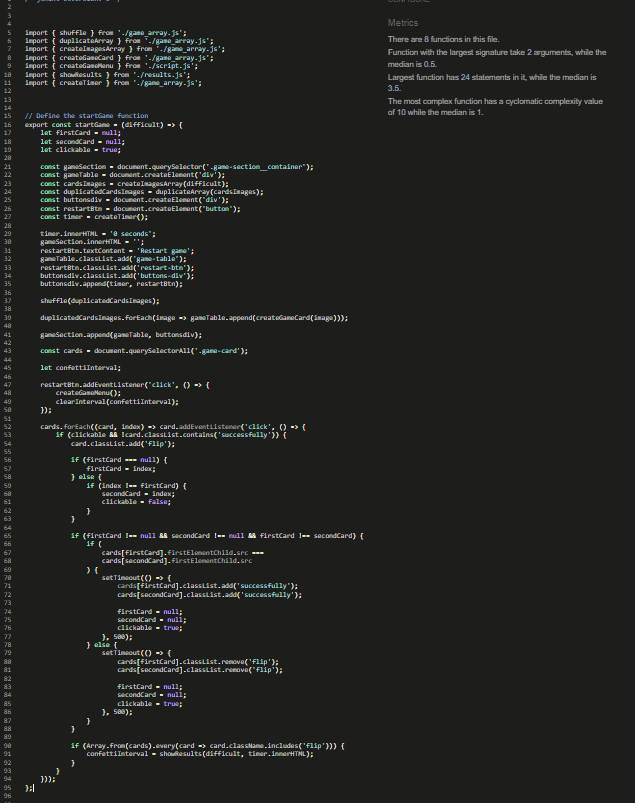 Metrics
There are 8 functions in this file.
Function with the largest signature take 2 arguments, while the
median is 0.5.
Largest function has 24 statements in it, while the median is
3.5.
The most complex function has a cyclomatic complexity value
of 10 while the median is 1.
2
3
4
5 import { shuffle } from './game_array.js';
6 import { duplicateArray } from './game_array.js';
7 import { createImagesArray } from './game_array.js';
8 import { createGameCard } from './game_array.js';
9 import { createGameMenu } from './script.js';
10 import { showResults } from './results.js';
11 import { createTimer } from './game_array.js';
12
13
14
15 // Define the startGame function
16 export const startGame = (difficult) => {
17 let firstCard = null;
18 let secondCard = null;
19 let clickable = true;
20
21 const gameSection = document.querySelector('.game-section__container');
22 const gameTable = document.createElement('div');
23 const cardsImages = createImagesArray(difficult);
24 const duplicatedCardsImages = duplicateArray(cardsImages);
25 const buttonsdiv = document.createElement('div');
26 const restartBtn = document.createElement('button');
27 const timer = createTimer();
28
29 timer.innerHTML = '0 seconds';
30 gameSection.innerHTML = '';
31 restartBtn.textContent = 'Restart game';
32 gameTable.classList.add('game-table');
33 restartBtn.classList.add('restart-btn');
34 buttonsdiv.classList.add('buttons-div');
35 buttonsdiv.append(timer, restartBtn);
36
37 shuffle(duplicatedCardsImages);
38
39 duplicatedCardsImages.forEach(image => gameTable.append(createGameCard(image)));
40
41 gameSection.append(gameTable, buttonsdiv);
42
43 const cards = document.querySelectorAll('.game-card');
44
45 let confettiInterval;
46
47 restartBtn.addEventListener('click', () => {
48 createGameMenu();
49 clearInterval(confettiInterval);
50 });
51
52 cards.forEach((card, index) => card.addEventListener('click', () => {
53 if (clickable && !card.classList.contains('successfully')) {
54 card.classList.add('flip');
55
56 if (firstCard === null) {
57 firstCard = index;
58 } else {
59 if (index !== firstCard) {
60 secondCard = index;
61 clickable = false;
62 }
63 }
64
65 if (firstCard !== null && secondCard !== null && firstCard !== secondCard) {
66 if (
67 cards[firstCard].firstElementChild.src ===
68 cards[secondCard].firstElementChild.src
69 ) {
70 setTimeout(() => {
71 cards[firstCard].classList.add('successfully');
72 cards[secondCard].classList.add('successfully');
73
74 firstCard = null;
75 secondCard = null;
76 clickable = true;
77 }, 500);
78 } else {
79 setTimeout(() => {
80 cards[firstCard].classList.remove('flip');
81 cards[secondCard].classList.remove('flip');
82
83 firstCard = null;
84 secondCard = null;
85 clickable = true;
86 }, 500);
87 }
88 }
89
90 if (Array.from(cards).every(card => card.className.includes('flip'))) {
91 confettiInterval = showResults(difficult, timer.innerHTML);
92 }
93 }
94 }));
95 };
96